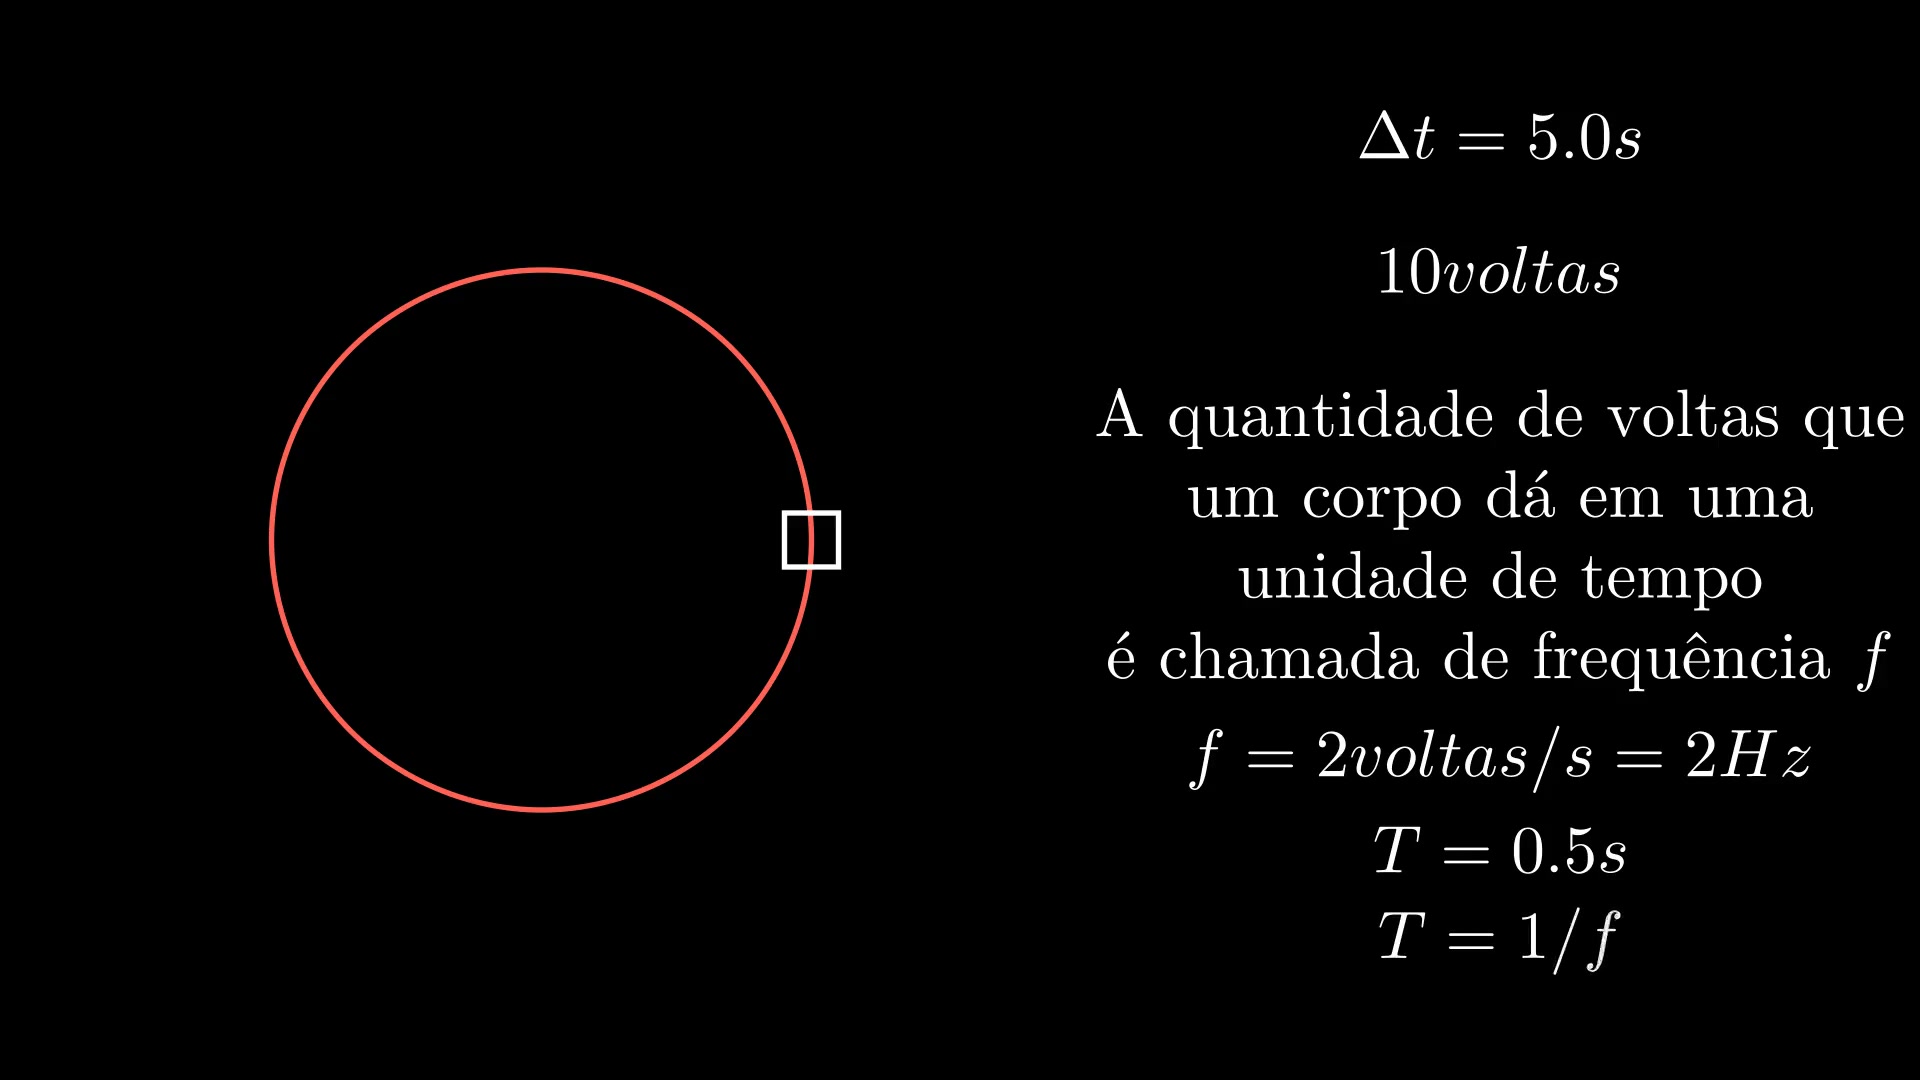 Δt = 5.0s
10voltas
A quantidade de voltas que
um corpo dá em uma
unidade de tempo
é chamada de frequência f
f = 2voltas/s = 2Hz
T = 0.5s
T = 1/f